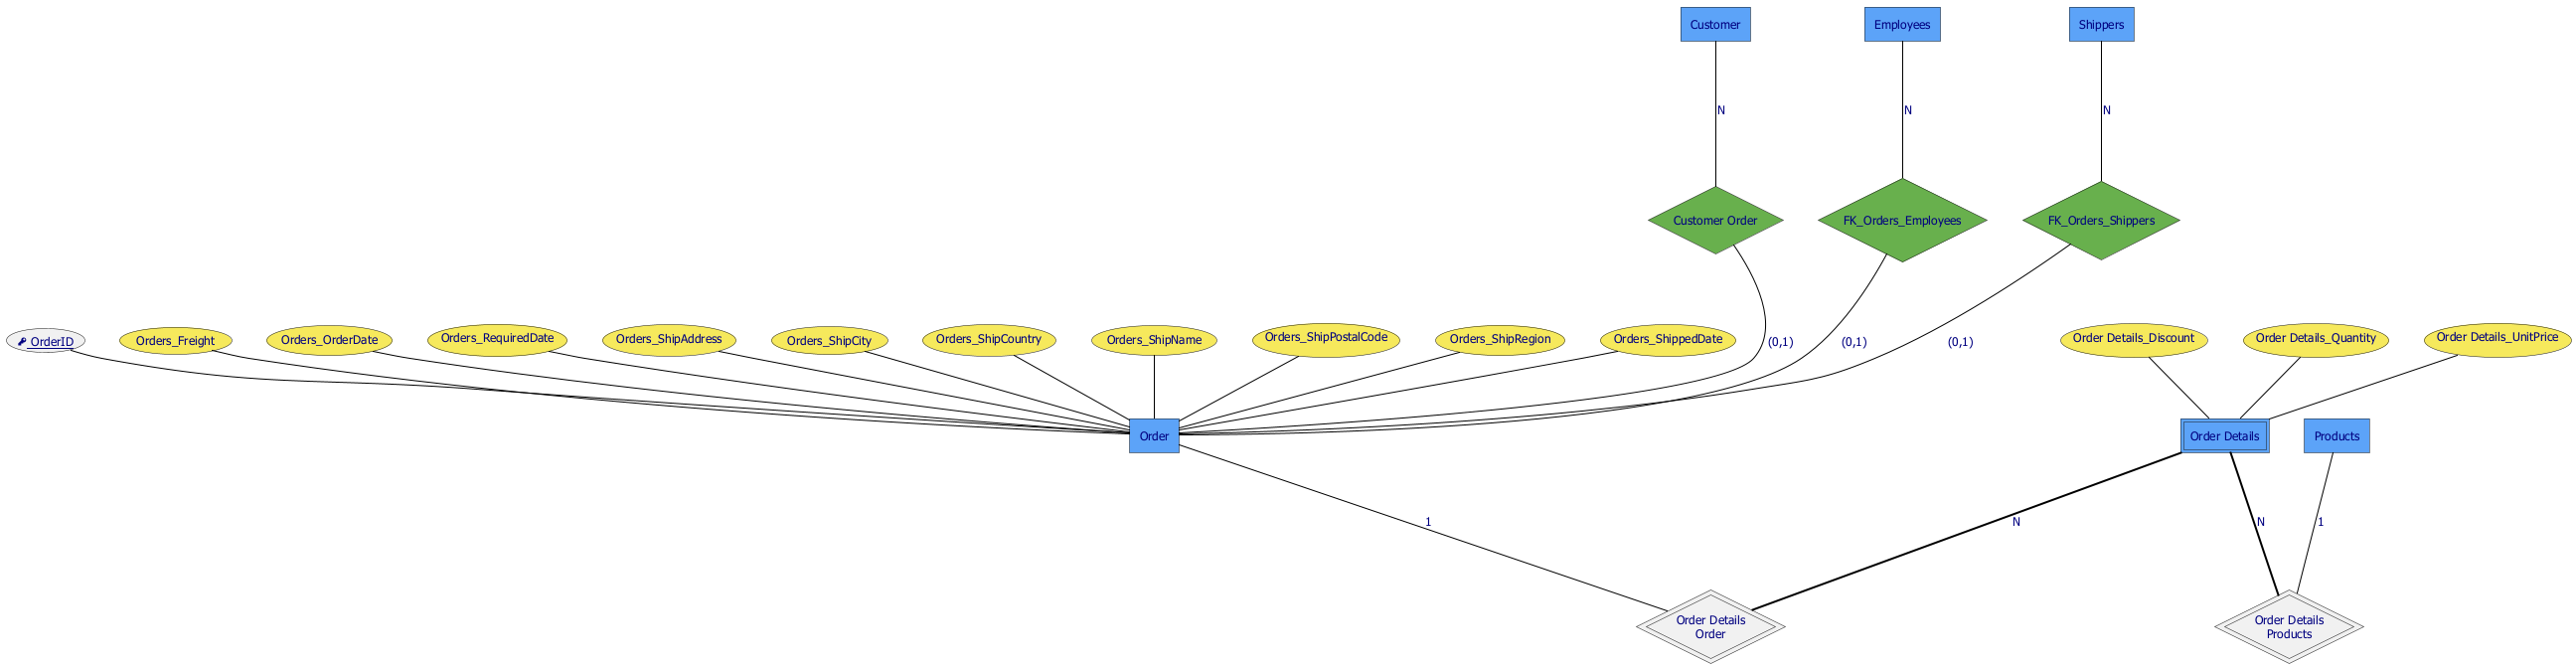 Customer
Employees
Shippers
N
N
N
Customer Order
FK_Orders_Employees
FK_Orders_Shippers
OrderID
Orders_Freight
Orders_OrderDate
Orders_RequiredDate
Orders_ShipAddress
Orders_ShipCity
Orders_ShipCountry
Orders_ShipName
Orders_ShipPostalCode
Orders_ShipRegion
Orders_ShippedDate
(0,1)
(0,1)
(0,1)
Order Details_Discount
Order Details_Quantity
Order Details_UnitPrice
Order
Order Details
Products
1
N
N
1
Order Details
Order
Order Details
Products